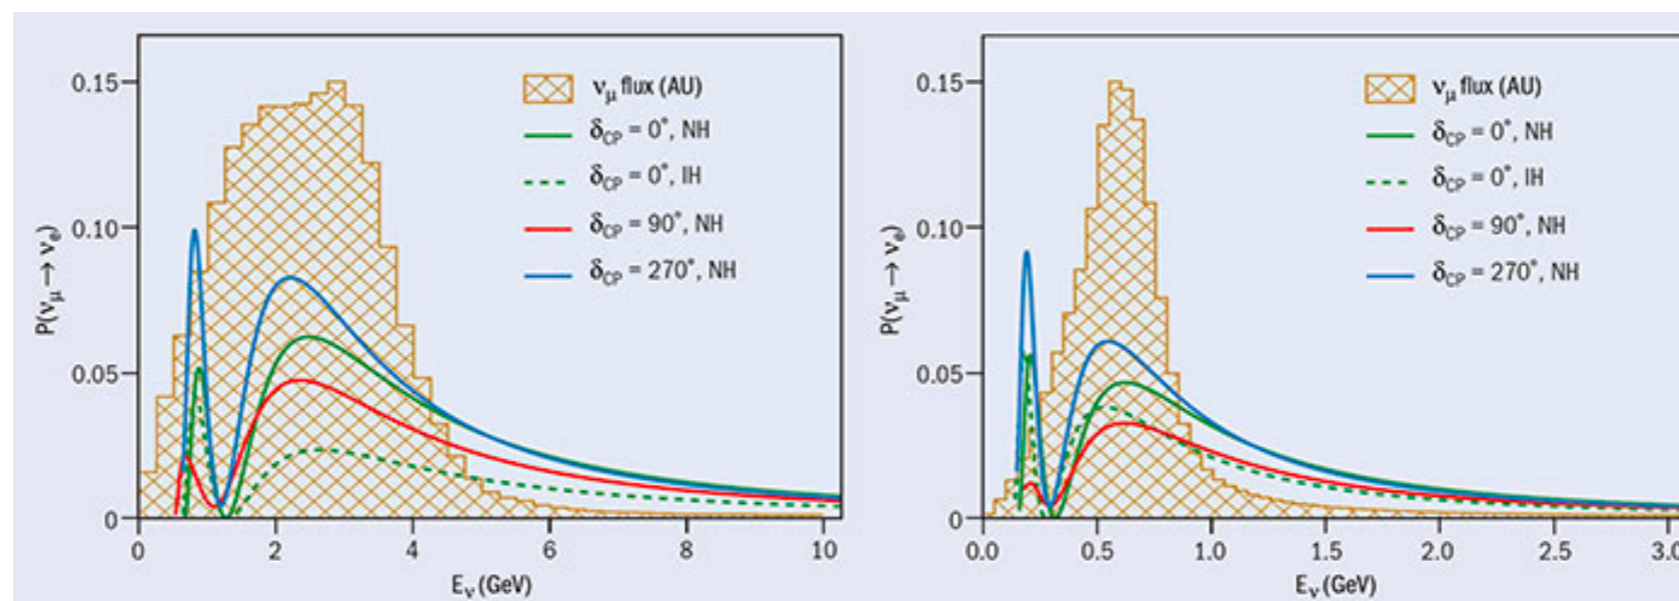 0.15
0.10
0.05
0
P(νμ → νe)
νμ flux (AU)
δCP = 0°, NH
δCP = 0°, IH
δCP = 90°, NH
δCP = 270°, NH
0 2 4 6 8 10
Eν (GeV)
0.15
0.10
0.05
0
P(νμ → νe)
νμ flux (AU)
δCP = 0°, NH
δCP = 0°, IH
δCP = 90°, NH
δCP = 270°, NH
0.0 0.5 1.0 1.5 2.0 2.5 3.0
Eν (GeV)